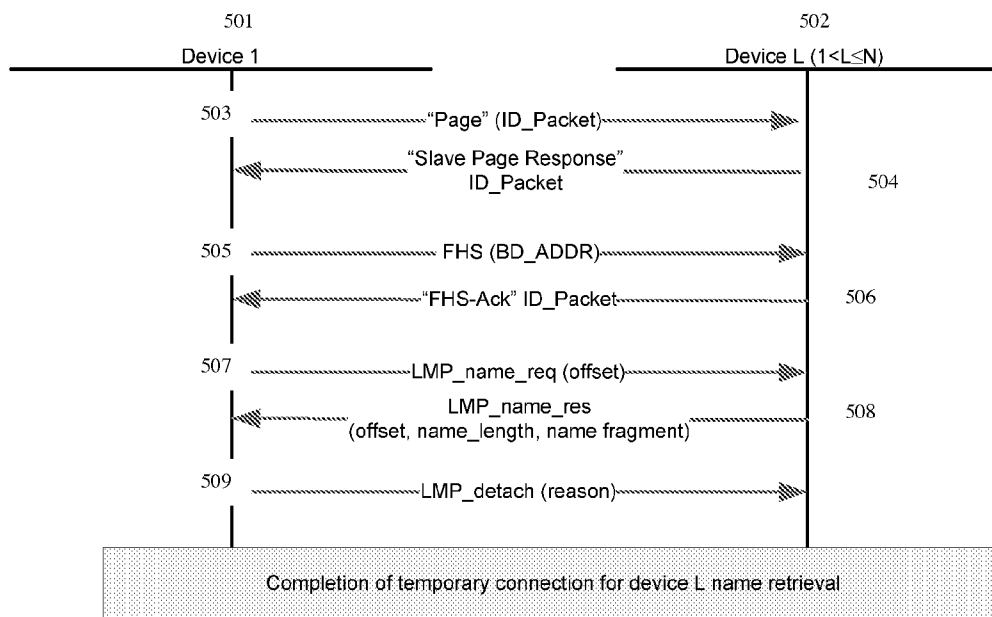 501
502
Device 1
Device L (1<L≤N)
503
“Page” (ID_Packet)
“Slave Page Response”
ID_Packet
504
505
FHS (BD_ADDR)
“FHS-Ack” ID_Packet
506
507
LMP_name_req (offset)
LMP_name_res
(offset, name_length, name fragment)
508
509
LMP_detach (reason)
Completion of temporary connection for device L name retrieval